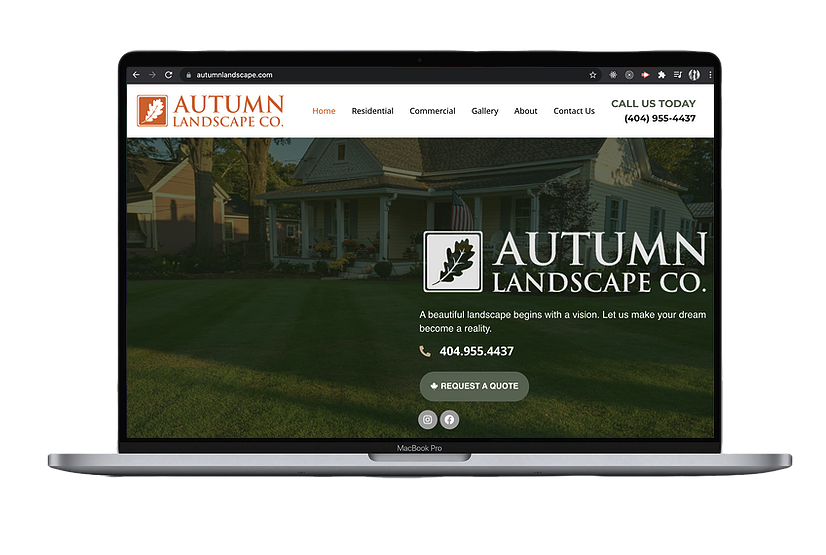 autumnlandscape.com
AUTUMN
LANDSCAPE CO.
Home Residential Commercial Gallery About Contact Us
CALL US TODAY
(404) 955-4437
AUTUMN
LANDSCAPE CO.
A beautiful landscape begins with a vision. Let us make your dream
become a reality.
404.955.4437
REQUEST A QUOTE
MacBook Pro